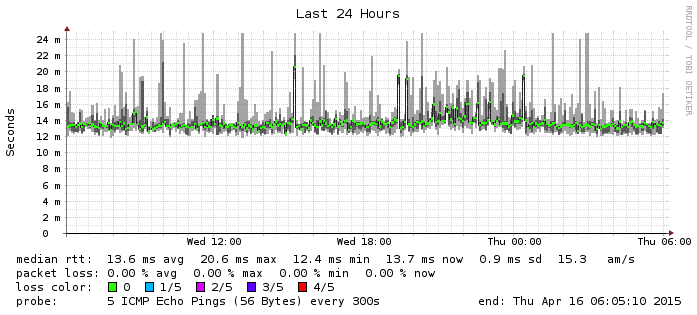 Last 24 Hours
RRDTOOL / TOBI OETIKER
Seconds
24 m
22 m
20 m
18 m
16 m
14 m
12 m
10 m
8 m
6 m
4 m
2 m
0
Wed 12:00 Wed 18:00 Thu 00:00 Thu 06:00
median rtt: 13.6 ms avg 20.6 ms max 12.4 ms min 13.7 ms now 0.9 ms sd 15.3 am/s
packet loss: 0.00 % avg 0.00 % max 0.00 % min 0.00 % now
loss color: 0 1/5 2/5 3/5 4/5
probe: 5 ICMP Echo Pings (56 Bytes) every 300s end: Thu Apr 16 06:05:10 2015